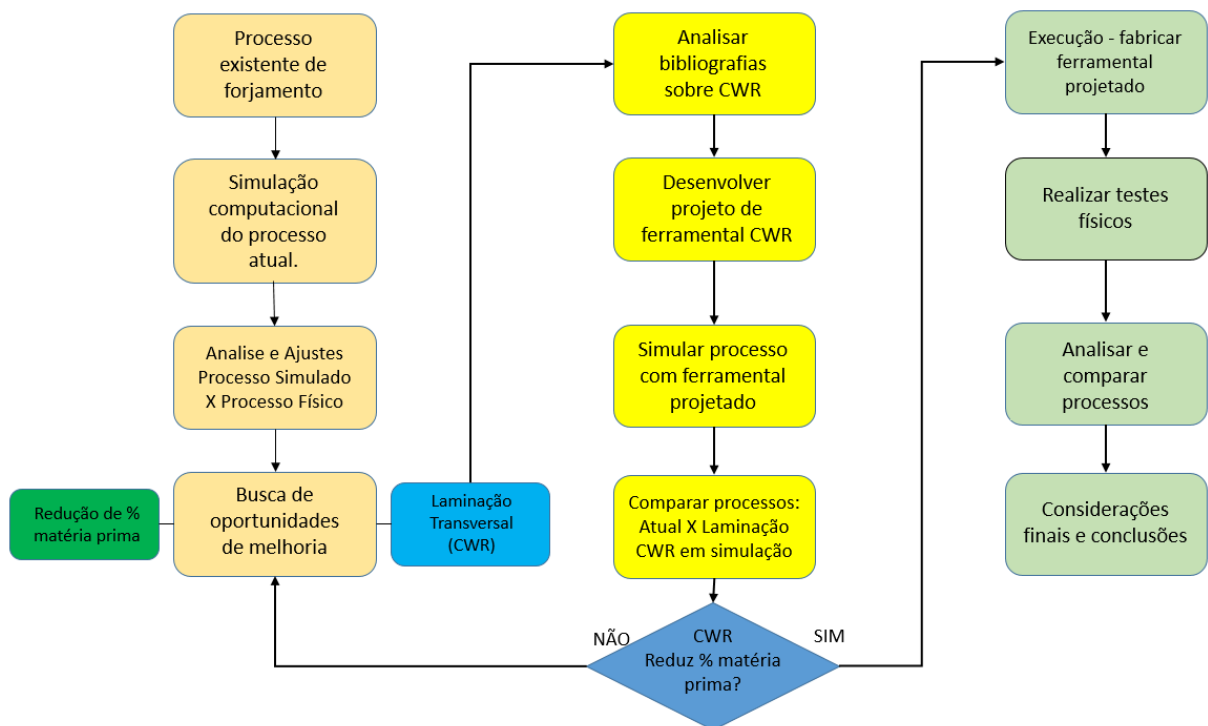 Processo
existente de
forjamento
Simulação
computacional
do processo
atual.
Analise e Ajustes
Processo Simulado
X Processo Físico
Busca de
oportunidades
de melhoria
Redução de %
matéria prima
Laminação
Transversal
(CWR)
Analisar
bibliografias
sobre CWR
Desenvolver
projeto de
ferramental CWR
Simular processo
com ferramental
projetado
Comparar processos:
Atual X Laminação
CWR em simulação
NÃO
CWR
Reduz % matéria
prima?
SIM
Execução - fabricar
ferramental
projetado
Realizar testes
físicos
Analisar e
comparar
processos
Considerações
finais e conclusões